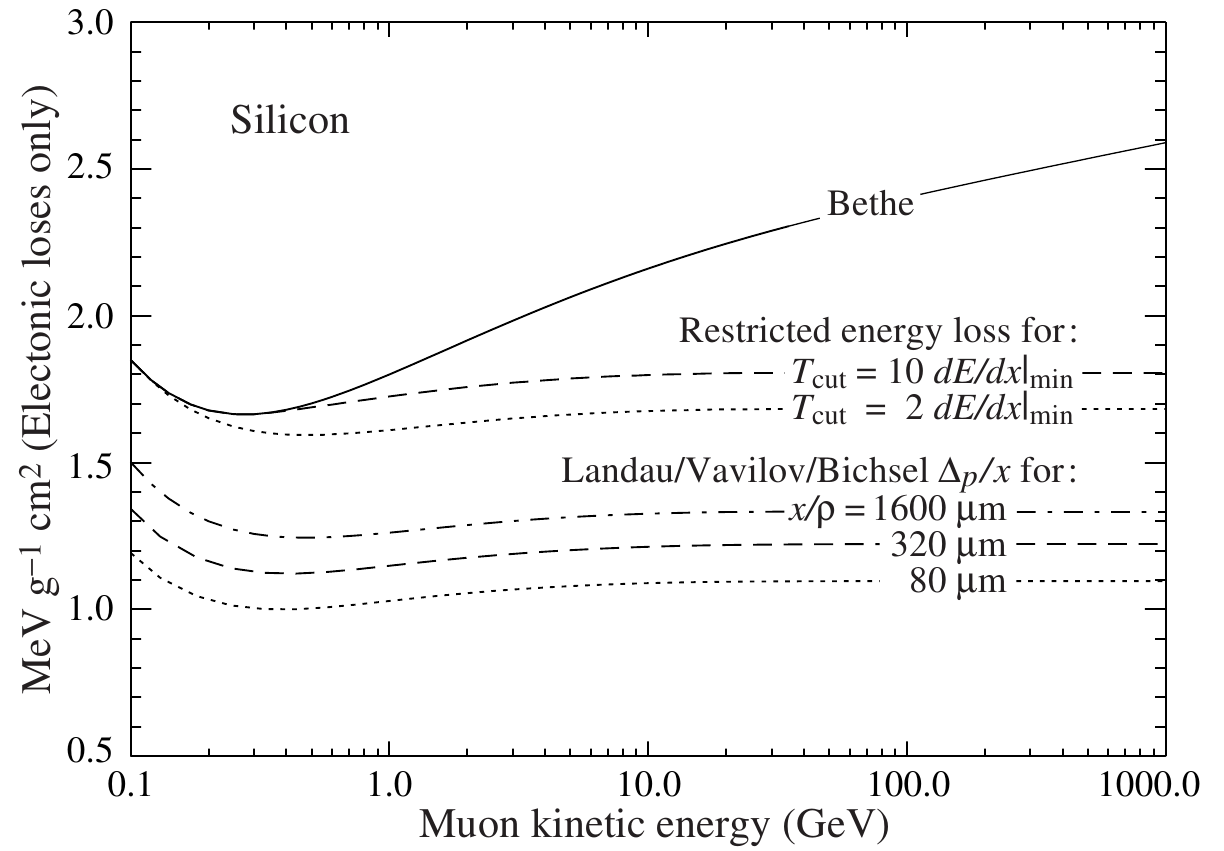 3.0
Silicon
2.5
Bethe
2.0
Restricted energy loss for:
T_cut = 10 dE/dx|_min
T_cut = 2 dE/dx|_min
1.5
Landau/Vavilov/Bichsel Δ_p/x for:
x/ρ = 1600 μm
320 μm
80 μm
1.0
0.5
0.1 1.0 10.0 100.0 1000.0
Muon kinetic energy (GeV)
MeV g⁻¹ cm² (Electonic loses only)